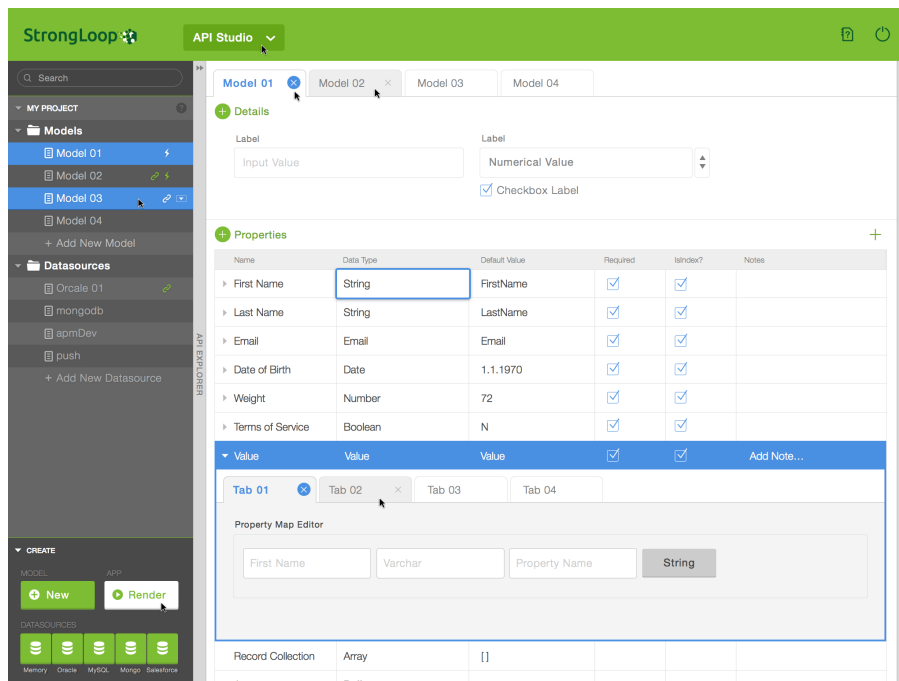 StrongLoop
API Studio
Search
MY PROJECT
Models
Model 01
Model 02
Model 03
Model 04
+ Add New Model
Datasources
Orcale 01
mongodb
apmDev
push
+ Add New Datasource
CREATE
MODEL
APP
New
Render
DATASOURCES
Memory
Oracle
MySQL
Mongo
Salesforce
API EXPLORER
Model 01
Model 02
Model 03
Model 04
Details
Label
Label
Input Value
Numerical Value
Checkbox Label
Properties
Name Data Type Default Value Required IsIndex? Notes
First Name String FirstName
Last Name String LastName
Email Email Email
Date of Birth Date 1.1.1970
Weight Number 72
Terms of Service Boolean N
Value Value Value Add Note...
Tab 01
Tab 02
Tab 03
Tab 04
Property Map Editor
First Name
Varchar
Property Name
String
Record Collection Array [ ]